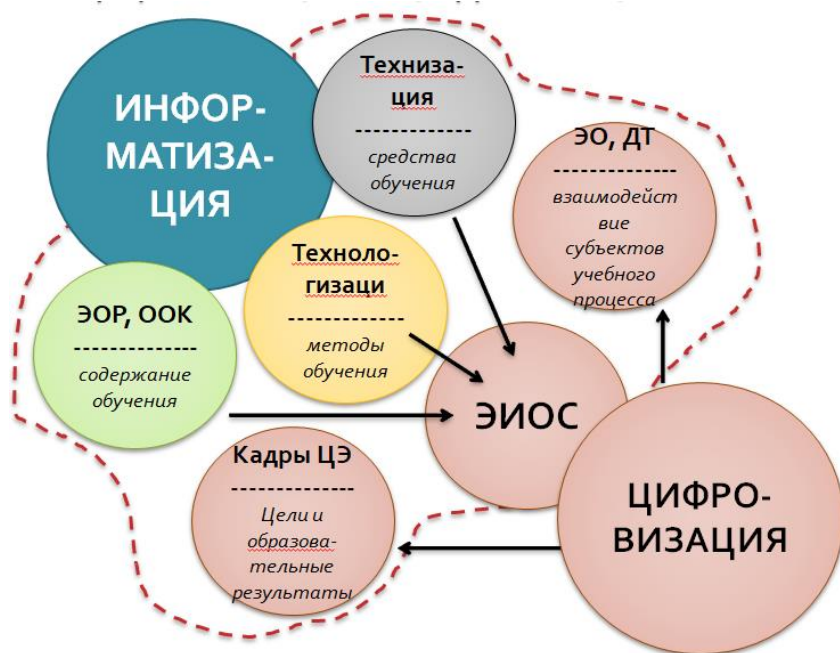 ИНФОР-
МАТИЗА-
ЦИЯ
Техниза-
ция
-------------
средства
обучения
ЭО, ДТ
--------------
взаимодейст
вие
субъектов
учебного
процесса
Техноло-
гизаци
-------------
методы
обучения
ЭОР, ООК
--------------
содержание
обучения
ЭИОС
Кадры ЦЭ
--------------
Цели и
образова-
тельные
результаты
ЦИФРО-
ВИЗАЦИЯ